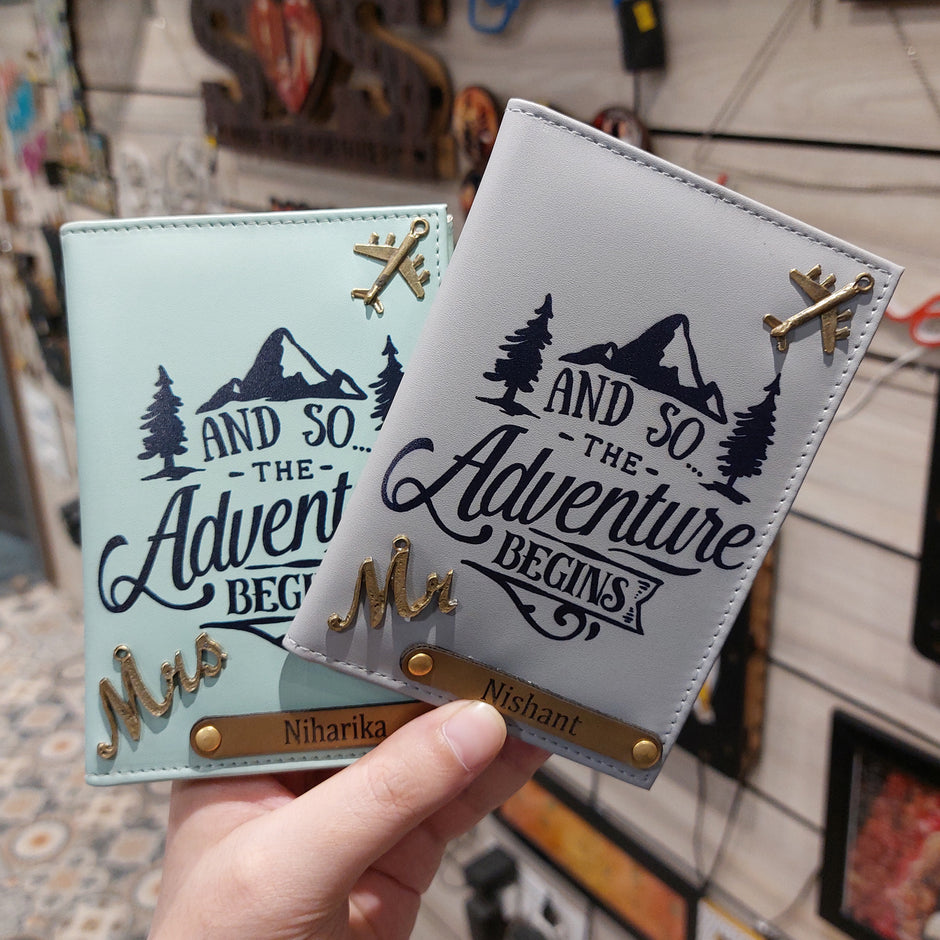 AND SO...
-THE-
Advent
BEG
Mrs
Niharika
AND SO...
-THE-
Adventure
BEGINS
Mr
Nishant